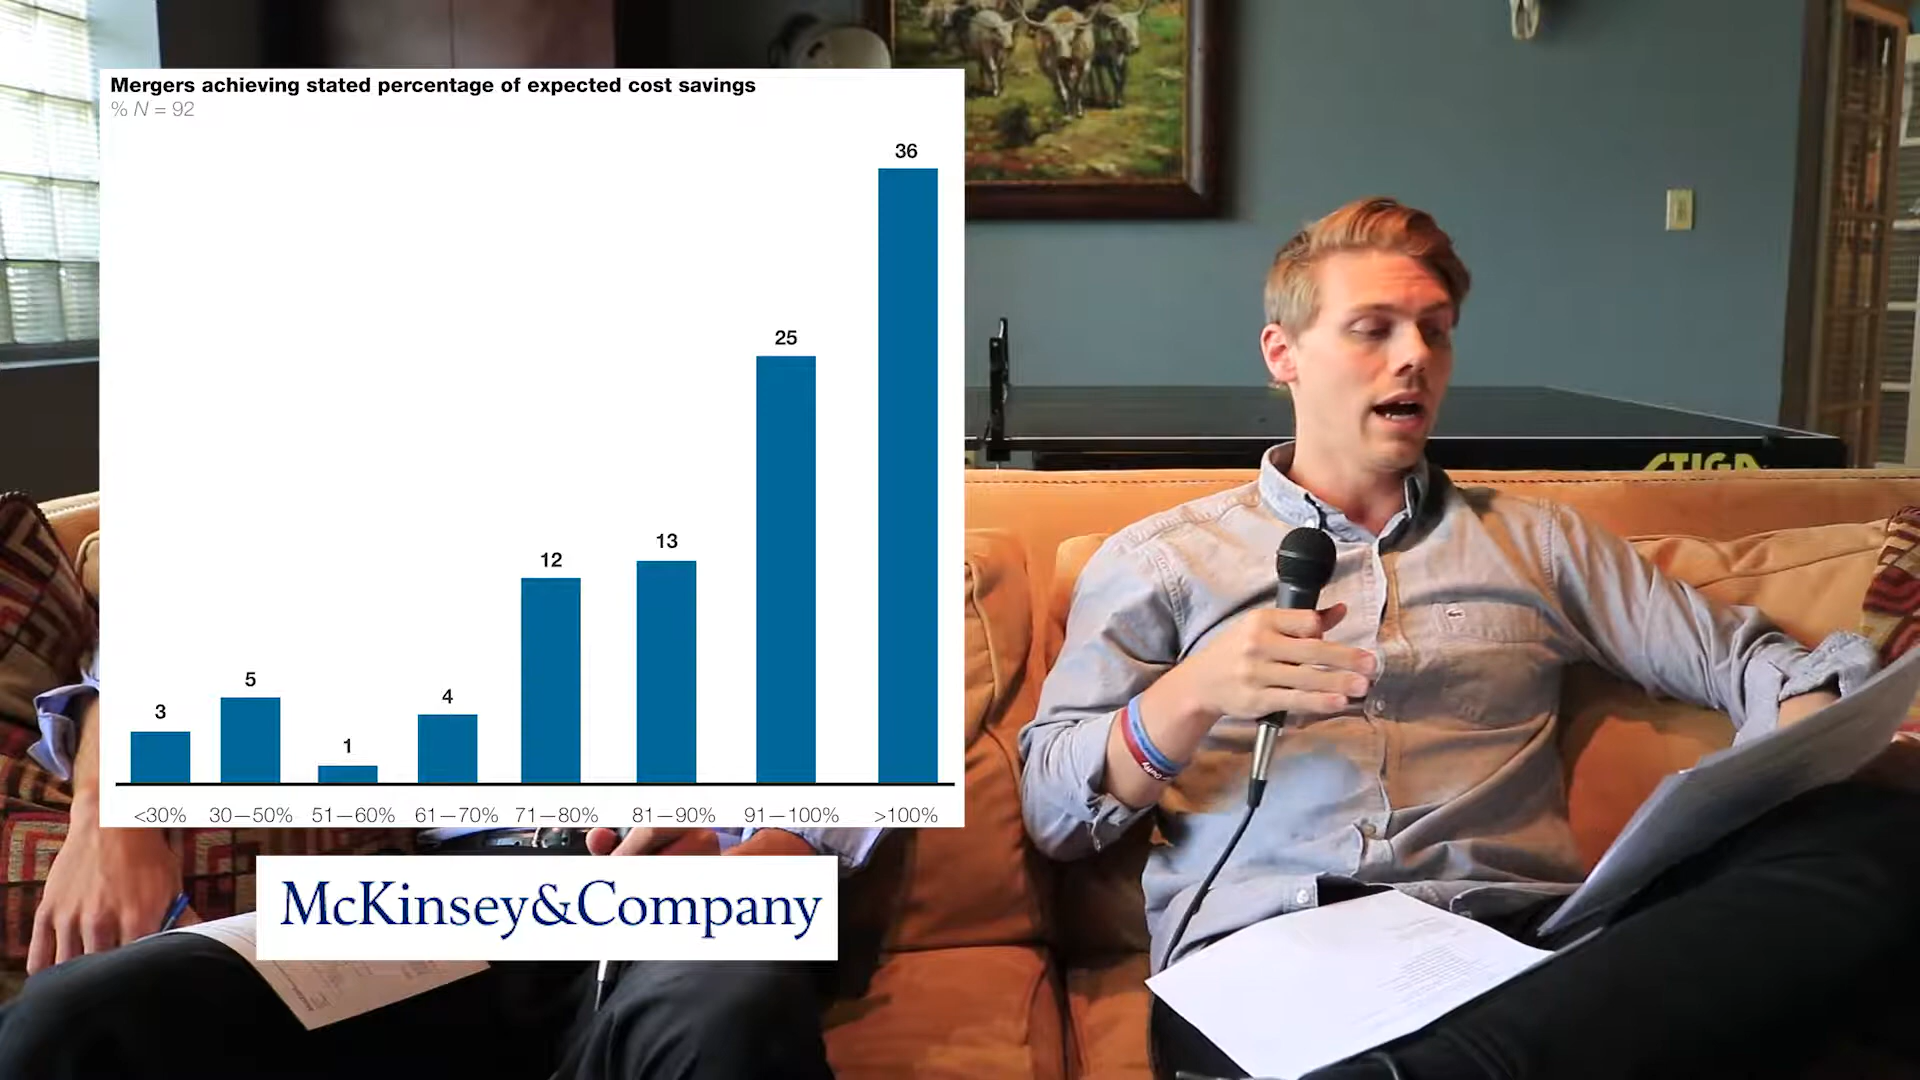 Mergers achieving stated percentage of expected cost savings
% N = 92
36
25
13
12
4
1
5
3
<30% 30—50% 51—60% 61—70% 71—80% 81—90% 91—100% >100%
McKinsey&Company
STIGA